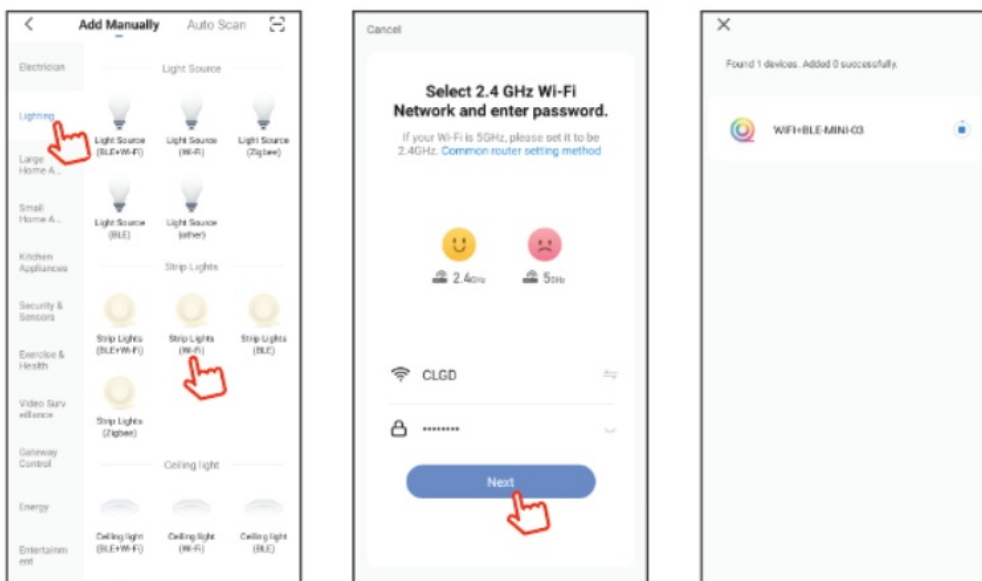 Add Manually
Auto Scan
Electrician
Lighting
Large
Home A...
Small
Home A...
Kitchen
Appliances
Security &
Sensors
Exercise &
Health
Video Surv
eillance
Gateway
Control
Energy
Entertainm
ent
Light Source
Light Source
(BLE+Wi-Fi)
Light Source
(Wi-Fi)
Light Source
(Zigbee)
Light Source
(BLE)
Light Source
(other)
Strip Lights
Strip Lights
(BLE+Wi-Fi)
Strip Lights
(Wi-Fi)
Strip Lights
(BLE)
Strip Lights
(Zigbee)
Ceiling light
Ceiling light
(BLE+Wi-Fi)
Ceiling light
(Wi-Fi)
Ceiling light
(BLE)
Cancel
Select 2.4 GHz Wi-Fi
Network and enter password.
If your Wi-Fi is 5GHz, please set it to be
2.4GHz. Common router setting method
2.4GHz
5GHz
CLGD
Next
Found 1 devices. Added 0 successfully.
WIFI+BLE-MINI-03